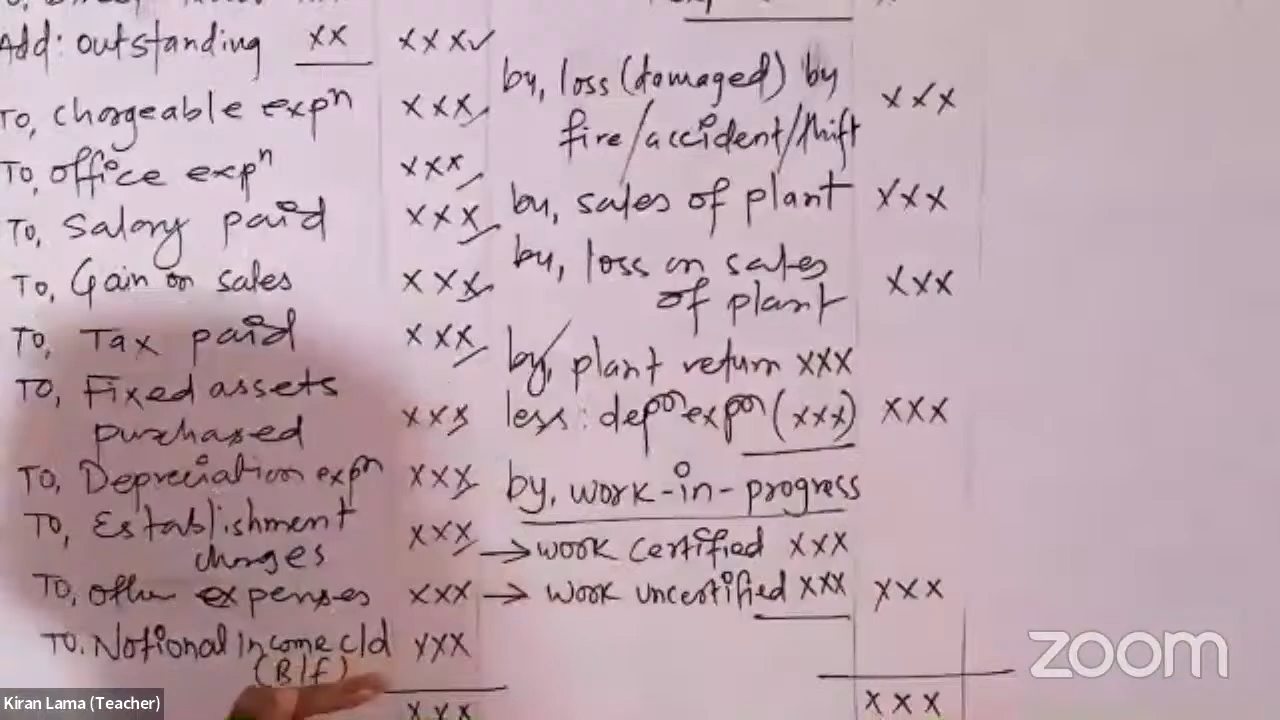 Add: outstanding XX XXX
To, chargeable expn XXX
To, office expn XXX
To, Salary paid XXX
To, Gain on sales XXX
To, Tax paid XXX
To, Fixed assets
purchased XXX
To, Depreciation expn XXX
To, Establishment
charges XXX
To, other expenses XXX
To. Notional income c/d XXX
(B/f)
XXX
by, loss (damaged) by
fire/accident/thift XXX
by, sales of plant XXX
by, loss on sales
of plant XXX
by, plant return XXX
less: depn expn (XXX) XXX
by, work-in-progress
→ work certified XXX
→ work uncertified XXX XXX
XXX
zoom
Kiran Lama (Teacher)